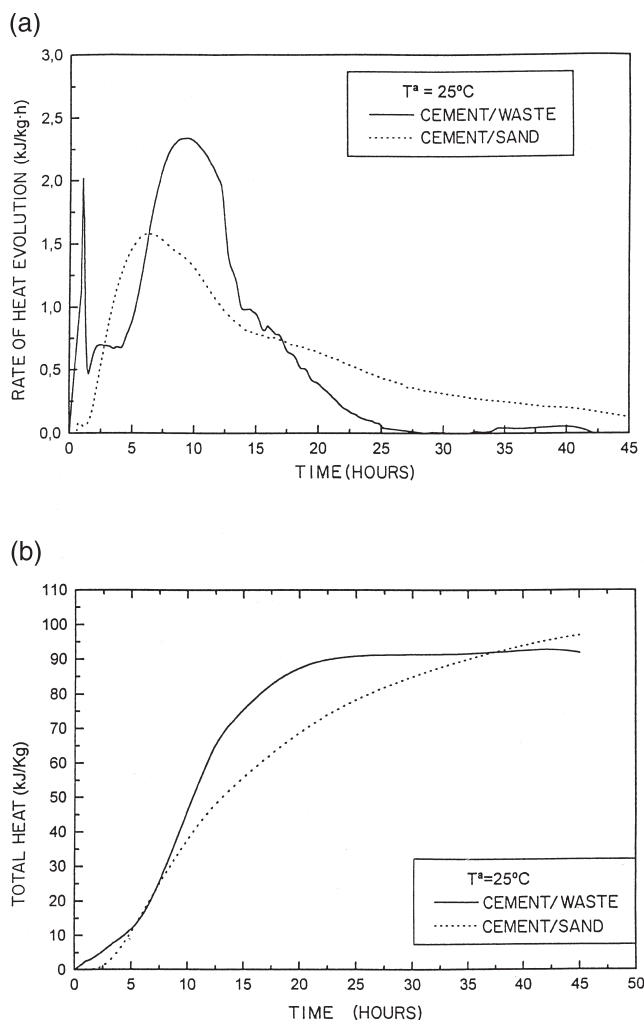 (a)
3,0
2,5
2,0
1,5
1,0
0,5
0,0
RATE OF HEAT EVOLUTION (kJ/kg·h)
Tª = 25ºC
CEMENT/WASTE
CEMENT/SAND
0 5 10 15 20 25 30 35 40 45
TIME (HOURS)
(b)
110
100
90
80
70
60
50
40
30
20
10
0
TOTAL HEAT (kJ/Kg)
Tª=25ºC
CEMENT/WASTE
CEMENT/SAND
0 5 10 15 20 25 30 35 40 45 50
TIME (HOURS)